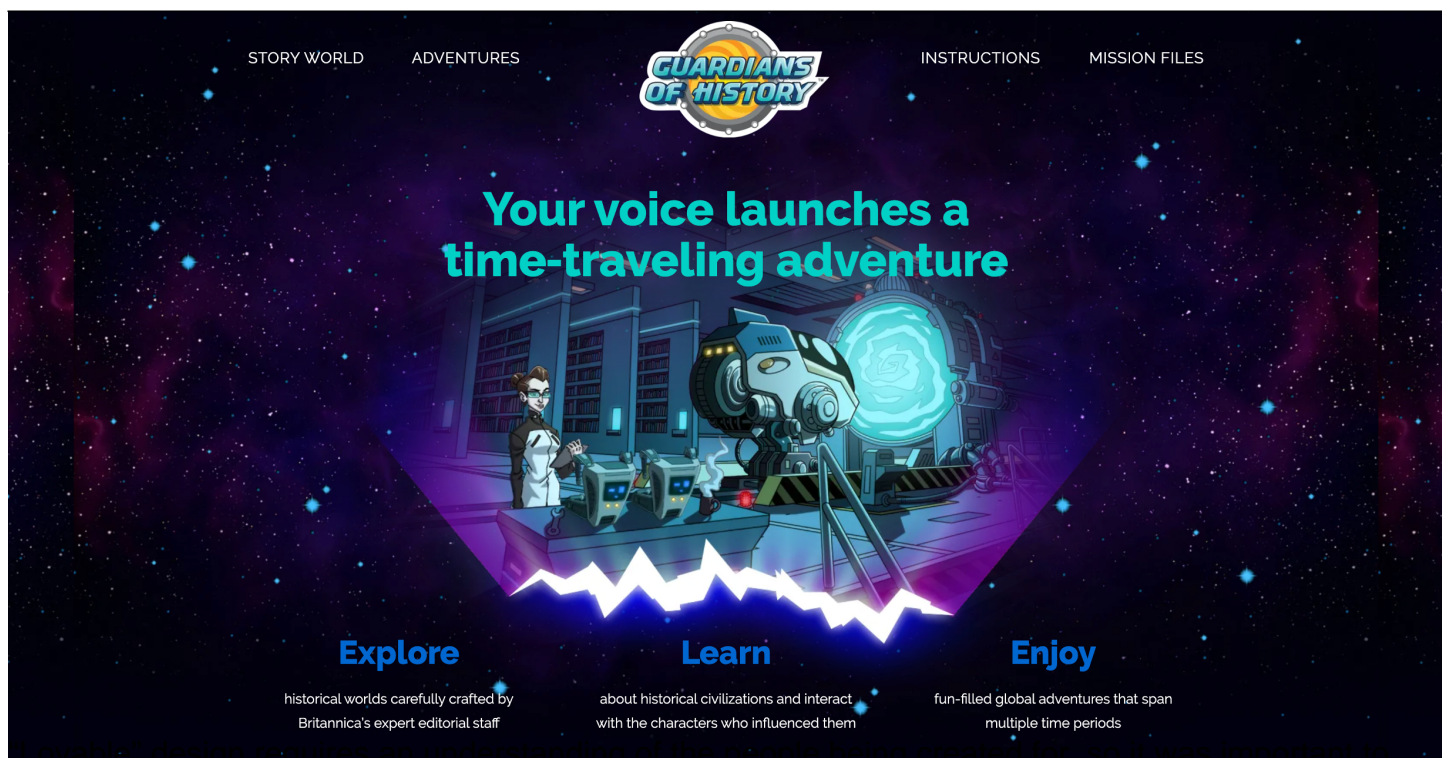 STORY WORLD
ADVENTURES
GUARDIANS
OF HISTORY
INSTRUCTIONS
MISSION FILES
Your voice launches a
time-traveling adventure
Explore
historical worlds carefully crafted by
Britannica's expert editorial staff
Learn
about historical civilizations and interact
with the characters who influenced them
Enjoy
fun-filled global adventures that span
multiple time periods